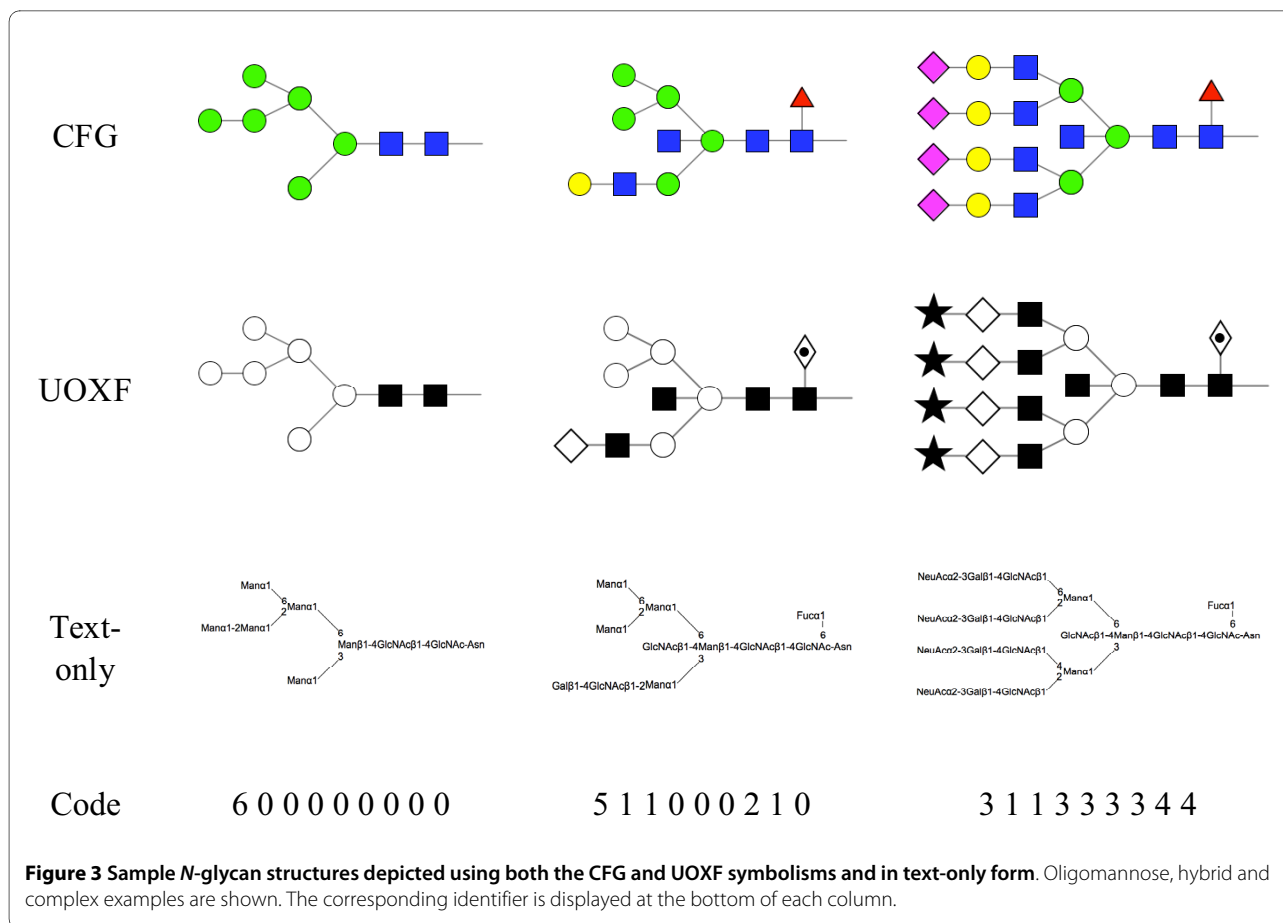 CFG
UOXF
Text-only
Manα1
6
2 Manα1
Manα1-2Manα1
6
Manβ1-4GlcNAcβ1-4GlcNAc-Asn
3
Manα1
Manα1
6
2 Manα1
Manα1
Fucα1
6
6
GlcNAcβ1-4Manβ1-4GlcNAcβ1-4GlcNAc-Asn
3
Galβ1-4GlcNAcβ1-2Manα1
NeuAcα2-3Galβ1-4GlcNAcβ1
6
2 Manα1
NeuAcα2-3Galβ1-4GlcNAcβ1
Fucα1
6
6
GlcNAcβ1-4Manβ1-4GlcNAcβ1-4GlcNAc-Asn
NeuAcα2-3Galβ1-4GlcNAcβ1
3
4
2 Manα1
NeuAcα2-3Galβ1-4GlcNAcβ1
Code
6 0 0 0 0 0 0 0 0 0
5 1 1 0 0 0 2 1 0
3 1 1 3 3 3 3 4 4
Figure 3 Sample N-glycan structures depicted using both the CFG and UOXF symbolisms and in text-only form. Oligomannose, hybrid and
complex examples are shown. The corresponding identifier is displayed at the bottom of each column.